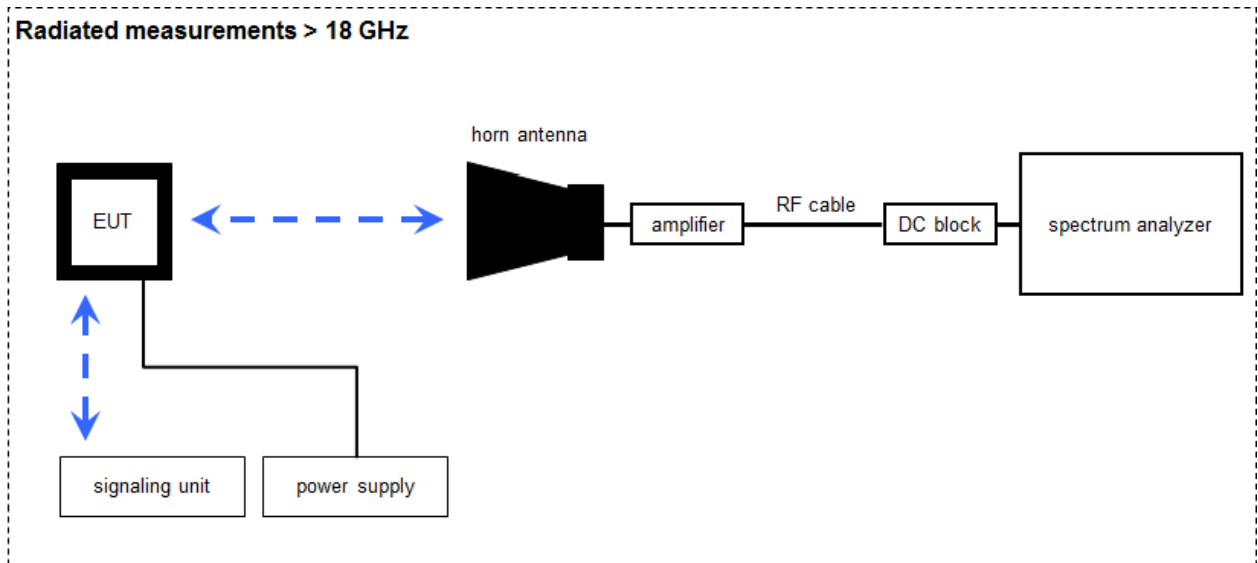 Radiated measurements > 18 GHz
horn antenna
EUT
amplifier
RF cable
DC block
spectrum analyzer
signaling unit
power supply